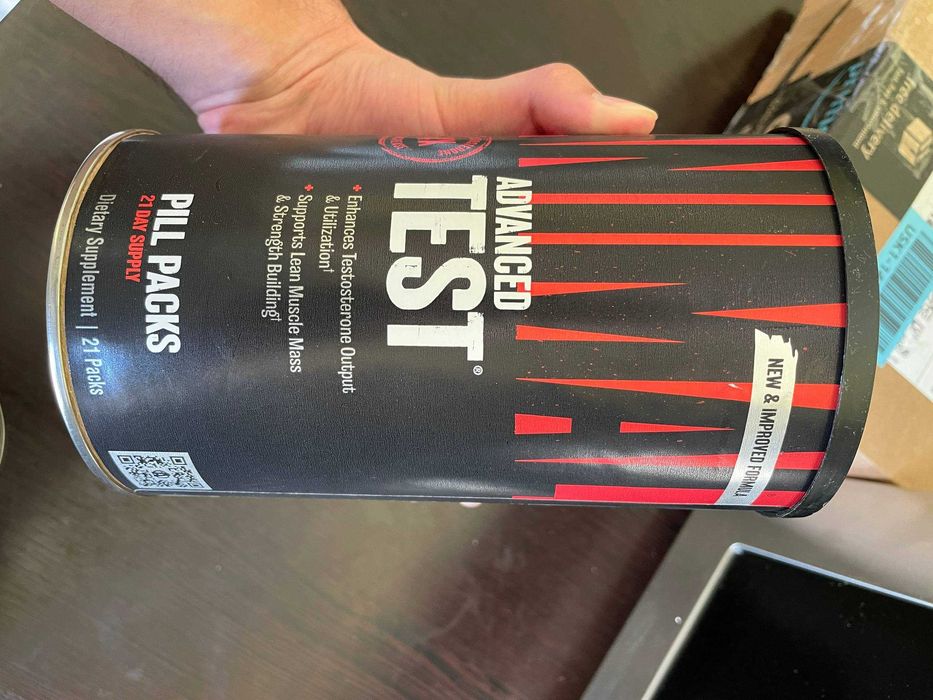 NEW & IMPROVED FORMULA
ADVANCED
TEST®
+ Enhances Testosterone Output
& Utilization†
+ Supports Lean Muscle Mass
& Strength Building†
PILL PACKS
21 DAY SUPPLY
Dietary Supplement | 21 Packs
free delivery